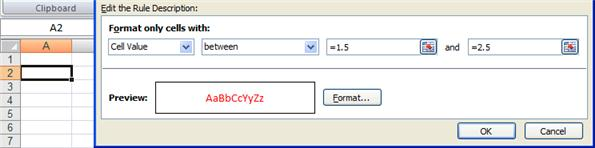 Clipboard
A2
A
1
2
3
4
5
6
7
Edit the Rule Description:
Format only cells with:
Cell Value between =1.5 and =2.5
Preview: AaBbCcYyZz Format...
OK Cancel